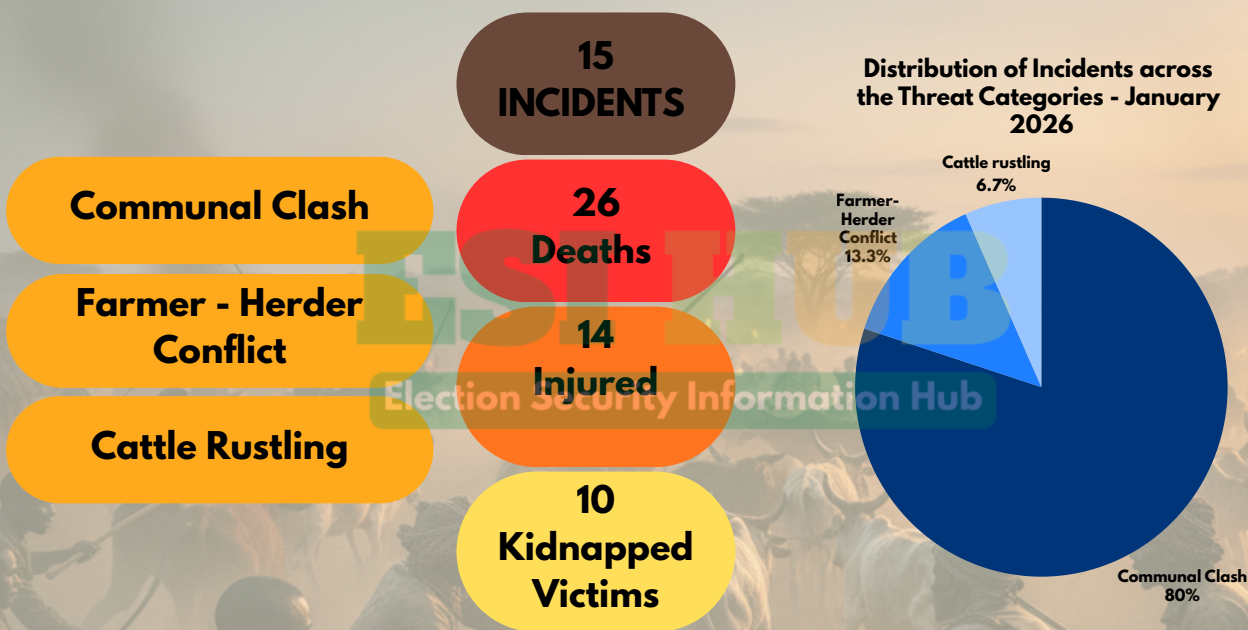 15
INCIDENTS
26
Deaths
14
Injured
10
Kidnapped
Victims
Communal Clash
Farmer - Herder
Conflict
Cattle Rustling
ESI HUB
Election Security Information Hub
Distribution of Incidents across
the Threat Categories - January
2026
Cattle rustling
6.7%
Farmer-
Herder
Conflict
13.3%
Communal Clash
80%